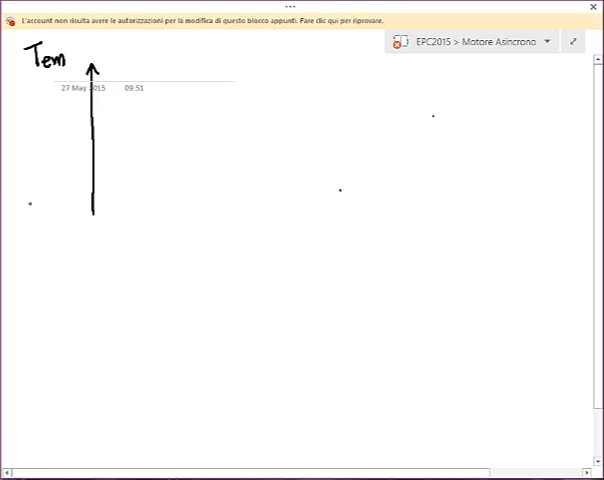 L'account non risulta avere le autorizzazioni per la modifica di questo blocco appunti. Fare clic qui per riprovare.
EPC2015 > Motore Asincrono
Tem
27 May 2015 09.51